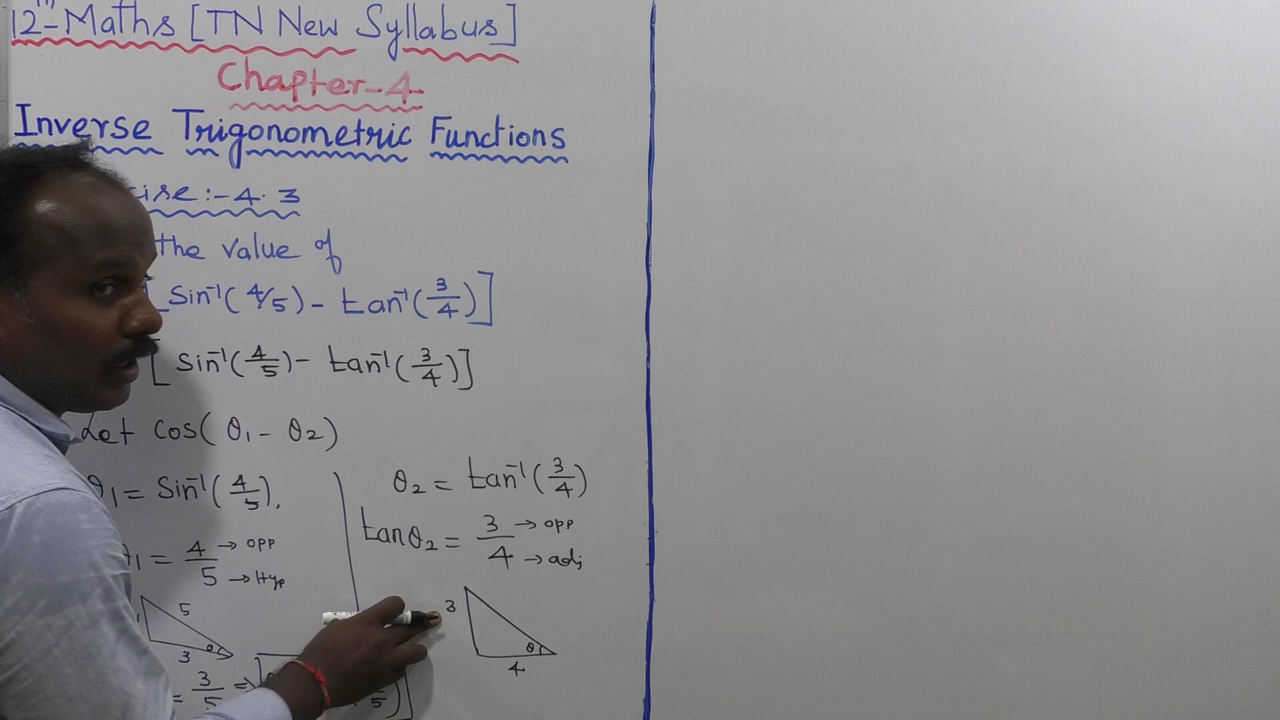 12th Maths [TN New Syllabus]
Chapter-4
Inverse Trigonometric Functions
cise:-4.3
the value of
[Sin⁻¹(4/5) - tan⁻¹(3/4)]
[Sin⁻¹(4/5) - tan⁻¹(3/4)]
Let cos(θ1 - θ2)
θ1 = Sin⁻¹(4/5).
θ1 = 4/5 → opp → Hyp
5
3
θ
= 3/5 ⇒
5)]
θ2 = tan⁻¹(3/4)
tanθ2 = 3/4 → opp → adj
3
θ
4